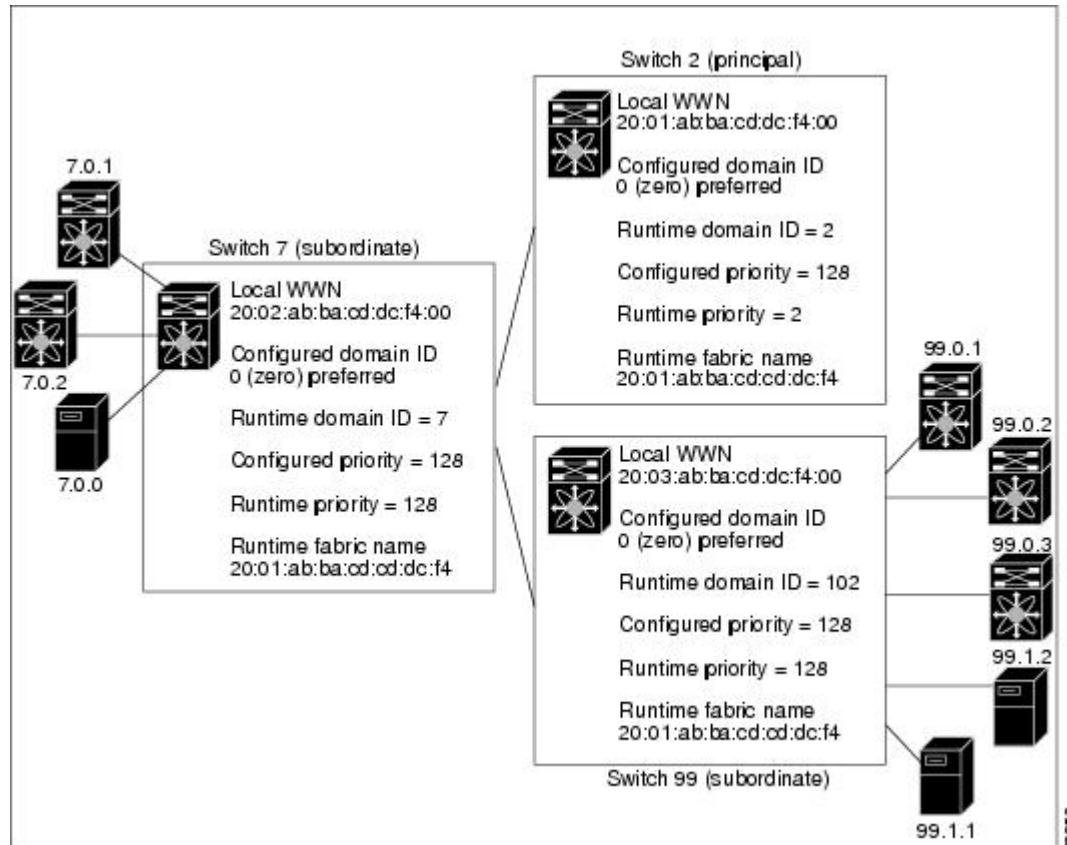 Switch 2 (principal)
Local WWN
20:01:ab:ba:cd:dc:f4:00
Configured domain ID
0 (zero) preferred
Runtime domain ID = 2
Configured priority = 128
Runtime priority = 2
Runtime fabric name
20:01:ab:ba:cd:cd:dc:f4
7.0.1
7.0.2
7.0.0
Switch 7 (subordinate)
Local WWN
20:02:ab:ba:cd:dc:f4:00
Configured domain ID
0 (zero) preferred
Runtime domain ID = 7
Configured priority = 128
Runtime priority = 128
Runtime fabric name
20:01:ab:ba:cd:cd:dc:f4
Local WWN
20:03:ab:ba:cd:dc:f4:00
Configured domain ID
0 (zero) preferred
Runtime domain ID = 102
Configured priority = 128
Runtime priority = 128
Runtime fabric name
20:01:ab:ba:cd:cd:dc:f4
Switch 99 (subordinate)
99.0.1
99.0.2
99.0.3
99.1.2
99.1.1